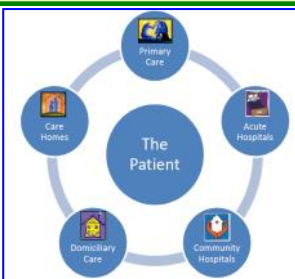 Primary
Care
Acute
Hospitals
Community
Hospitals
Domiciliary
Care
Care
Homes
The
Patient